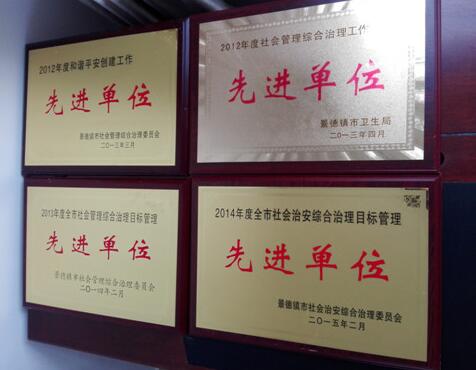 2012年度和谐平安创建工作
先进单位
景德镇市社会管理综合治理委员会
二〇一三年三月
2012年度社会管理综合治理工作
先进单位
景德镇市卫生局
二〇一三年四月
2013年度全市社会管理综合治理目标管理
先进单位
景德镇市社会管理综合治理委员会
二〇一四年二月
2014年度全市社会治安综合治理目标管理
先进单位
景德镇市社会治安综合治理委员会
二〇一五年二月